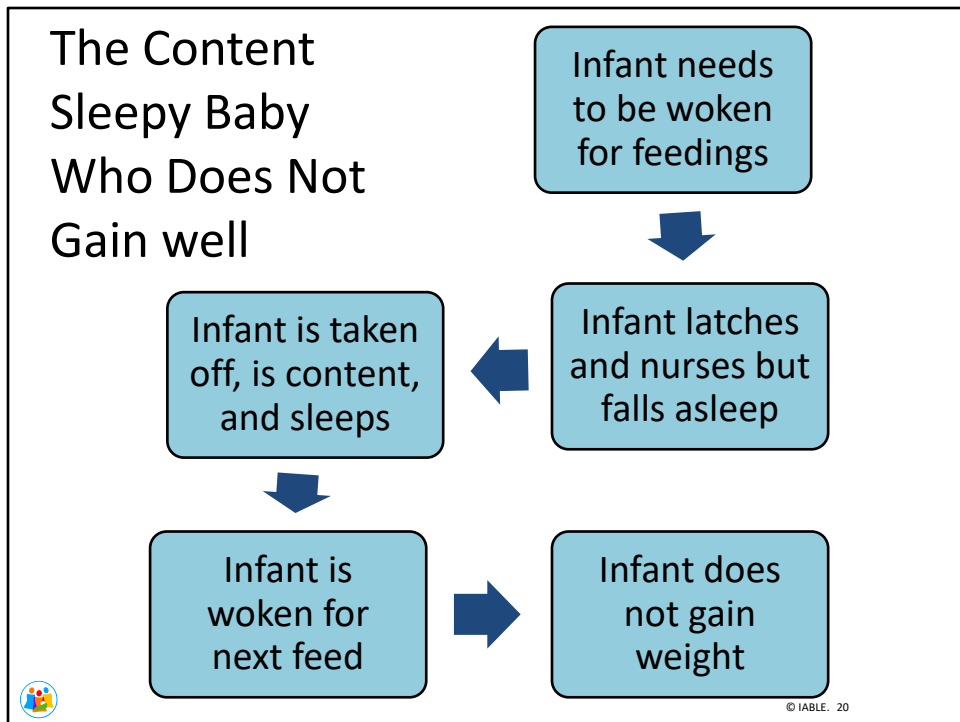 The Content
Sleepy Baby
Who Does Not
Gain well
Infant needs
to be woken
for feedings
Infant latches
and nurses but
falls asleep
Infant is taken
off, is content,
and sleeps
Infant is
woken for
next feed
Infant does
not gain
weight
© IABLE. 20